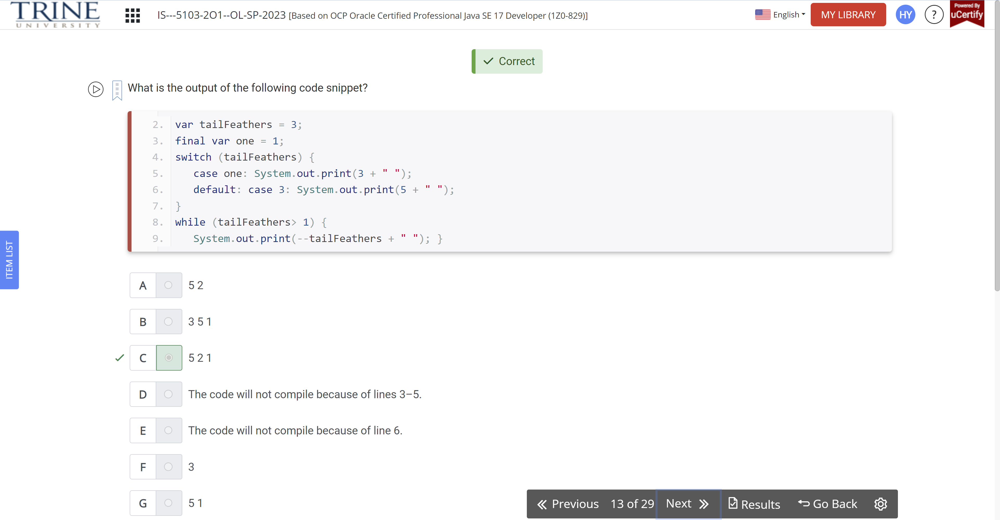 TRINE
UNIVERSITY
IS---5103-2O1--OL-SP-2023 [Based on OCP Oracle Certified Professional Java SE 17 Developer (1Z0-829)]
English
MY LIBRARY
HY
?
Powered By
uCertify
Correct
What is the output of the following code snippet?
2. var tailFeathers = 3;
3. final var one = 1;
4. switch (tailFeathers) {
5. case one: System.out.print(3 + " ");
6. default: case 3: System.out.print(5 + " ");
7. }
8. while (tailFeathers> 1) {
9. System.out.print(--tailFeathers + " "); }
ITEM LIST
A 5 2
B 3 5 1
C 5 2 1
D The code will not compile because of lines 3–5.
E The code will not compile because of line 6.
F 3
G 5 1
Previous 13 of 29 Next Results Go Back